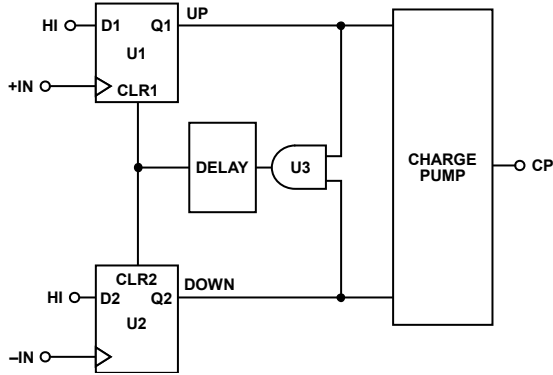 HI
D1
Q1
UP
U1
+IN
CLR1
DELAY
U3
CHARGE
PUMP
CP
CLR2
HI
D2
Q2
DOWN
U2
–IN